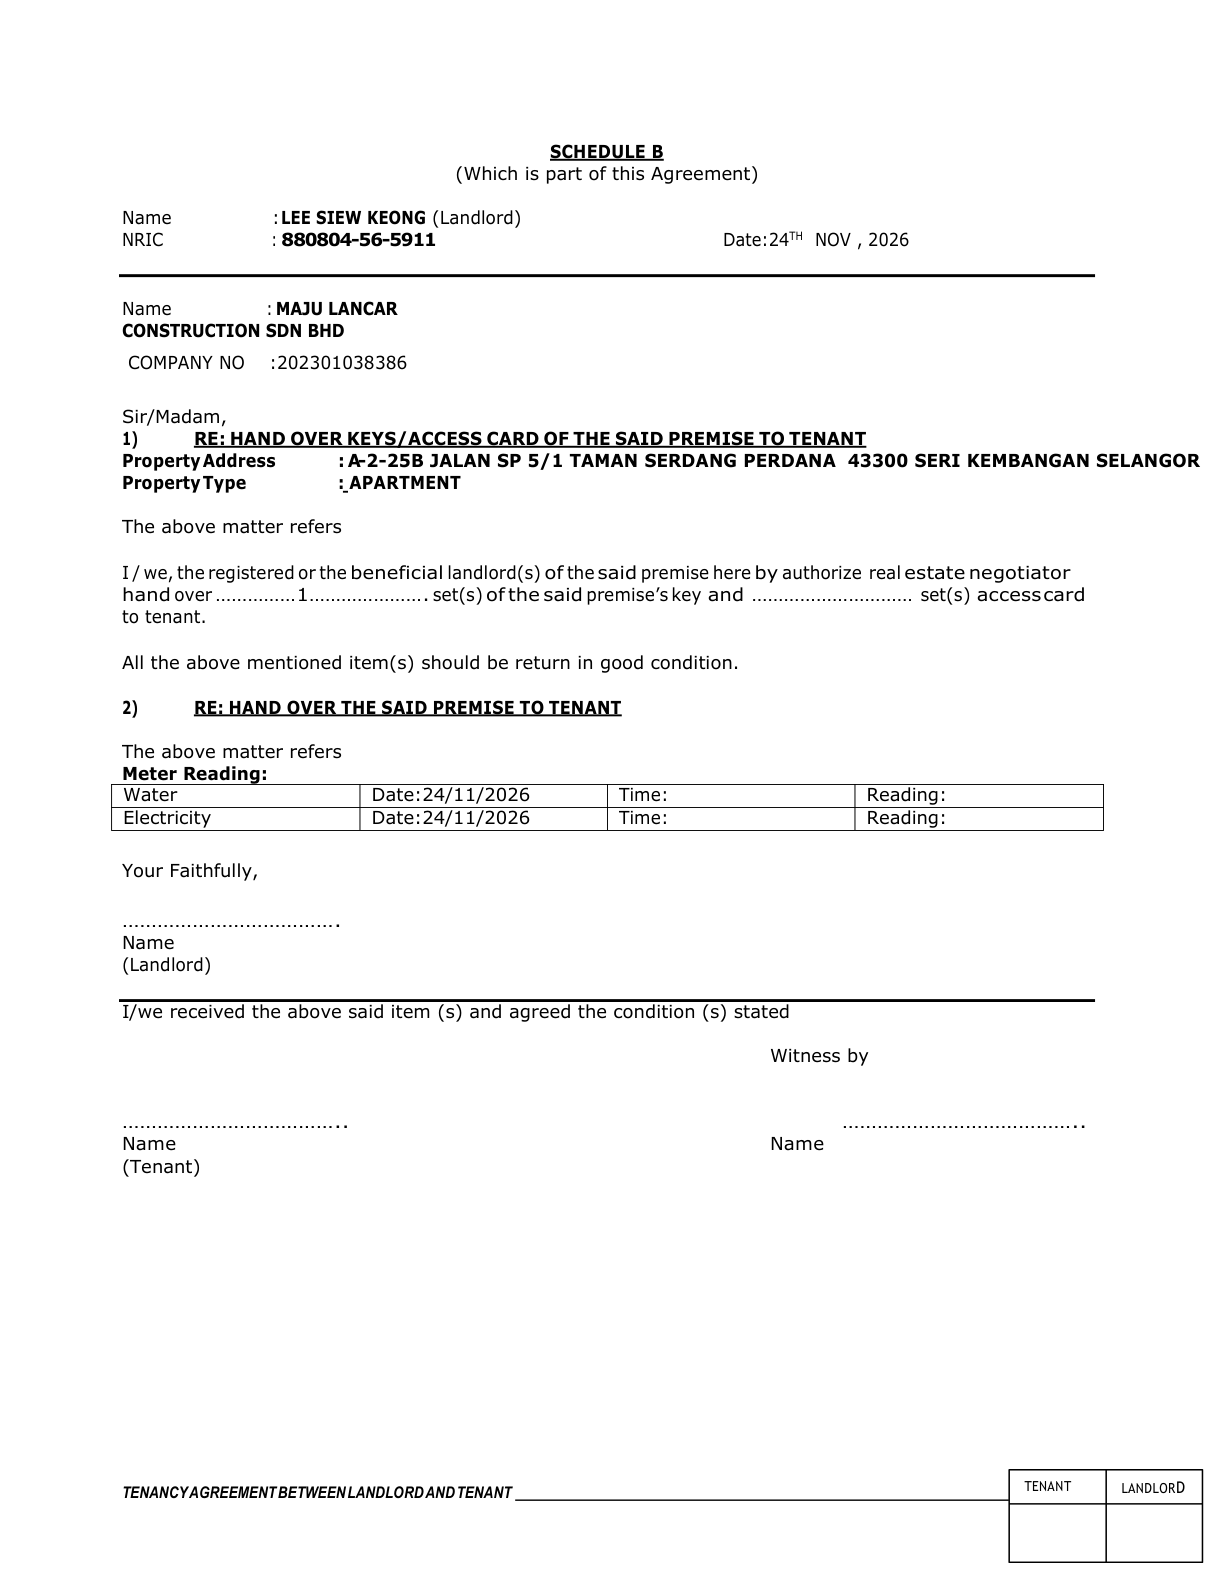 SCHEDULE B
(Which is part of this Agreement)
Name : LEE SIEW KEONG (Landlord)
NRIC : 880804-56-5911 Date:24TH NOV , 2026
Name : MAJU LANCAR
CONSTRUCTION SDN BHD
COMPANY NO :202301038386
Sir/Madam,
1) RE: HAND OVER KEYS/ACCESS CARD OF THE SAID PREMISE TO TENANT
Property Address : A-2-25B JALAN SP 5/1 TAMAN SERDANG PERDANA 43300 SERI KEMBANGAN SELANGOR
Property Type : APARTMENT
The above matter refers
I / we, the registered or the beneficial landlord(s) of the said premise here by authorize real estate negotiator
hand over ……………1…………………. set(s) of the said premise’s key and ………………………… set(s) access card
to tenant.
All the above mentioned item(s) should be return in good condition.
2) RE: HAND OVER THE SAID PREMISE TO TENANT
The above matter refers
Meter Reading:
Water Date:24/11/2026 Time: Reading:
Electricity Date:24/11/2026 Time: Reading:
Your Faithfully,
……………………………….
Name
(Landlord)
I/we received the above said item (s) and agreed the condition (s) stated
Witness by
……………………………….. …………………………………..
Name Name
(Tenant)
TENANCY AGREEMENT BETWEEN LANDLORD AND TENANT TENANT LANDLORD